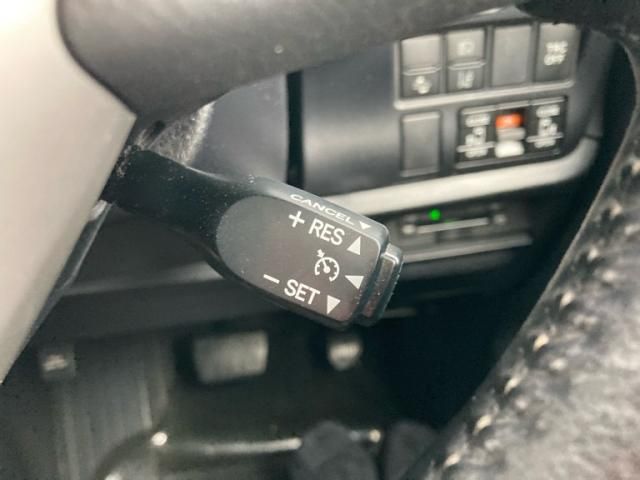 TRC
OFF
CANCEL
+ RES
− SET